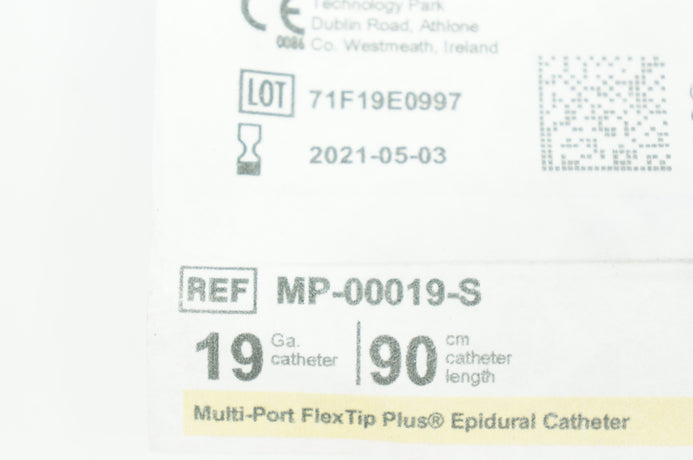 Technology Park
Dublin Road, Athlone
CE 0086 Co. Westmeath, Ireland
LOT 71F19E0997
2021-05-03
REF MP-00019-S
19 Ga. catheter
90 cm catheter length
Multi-Port FlexTip Plus® Epidural Catheter